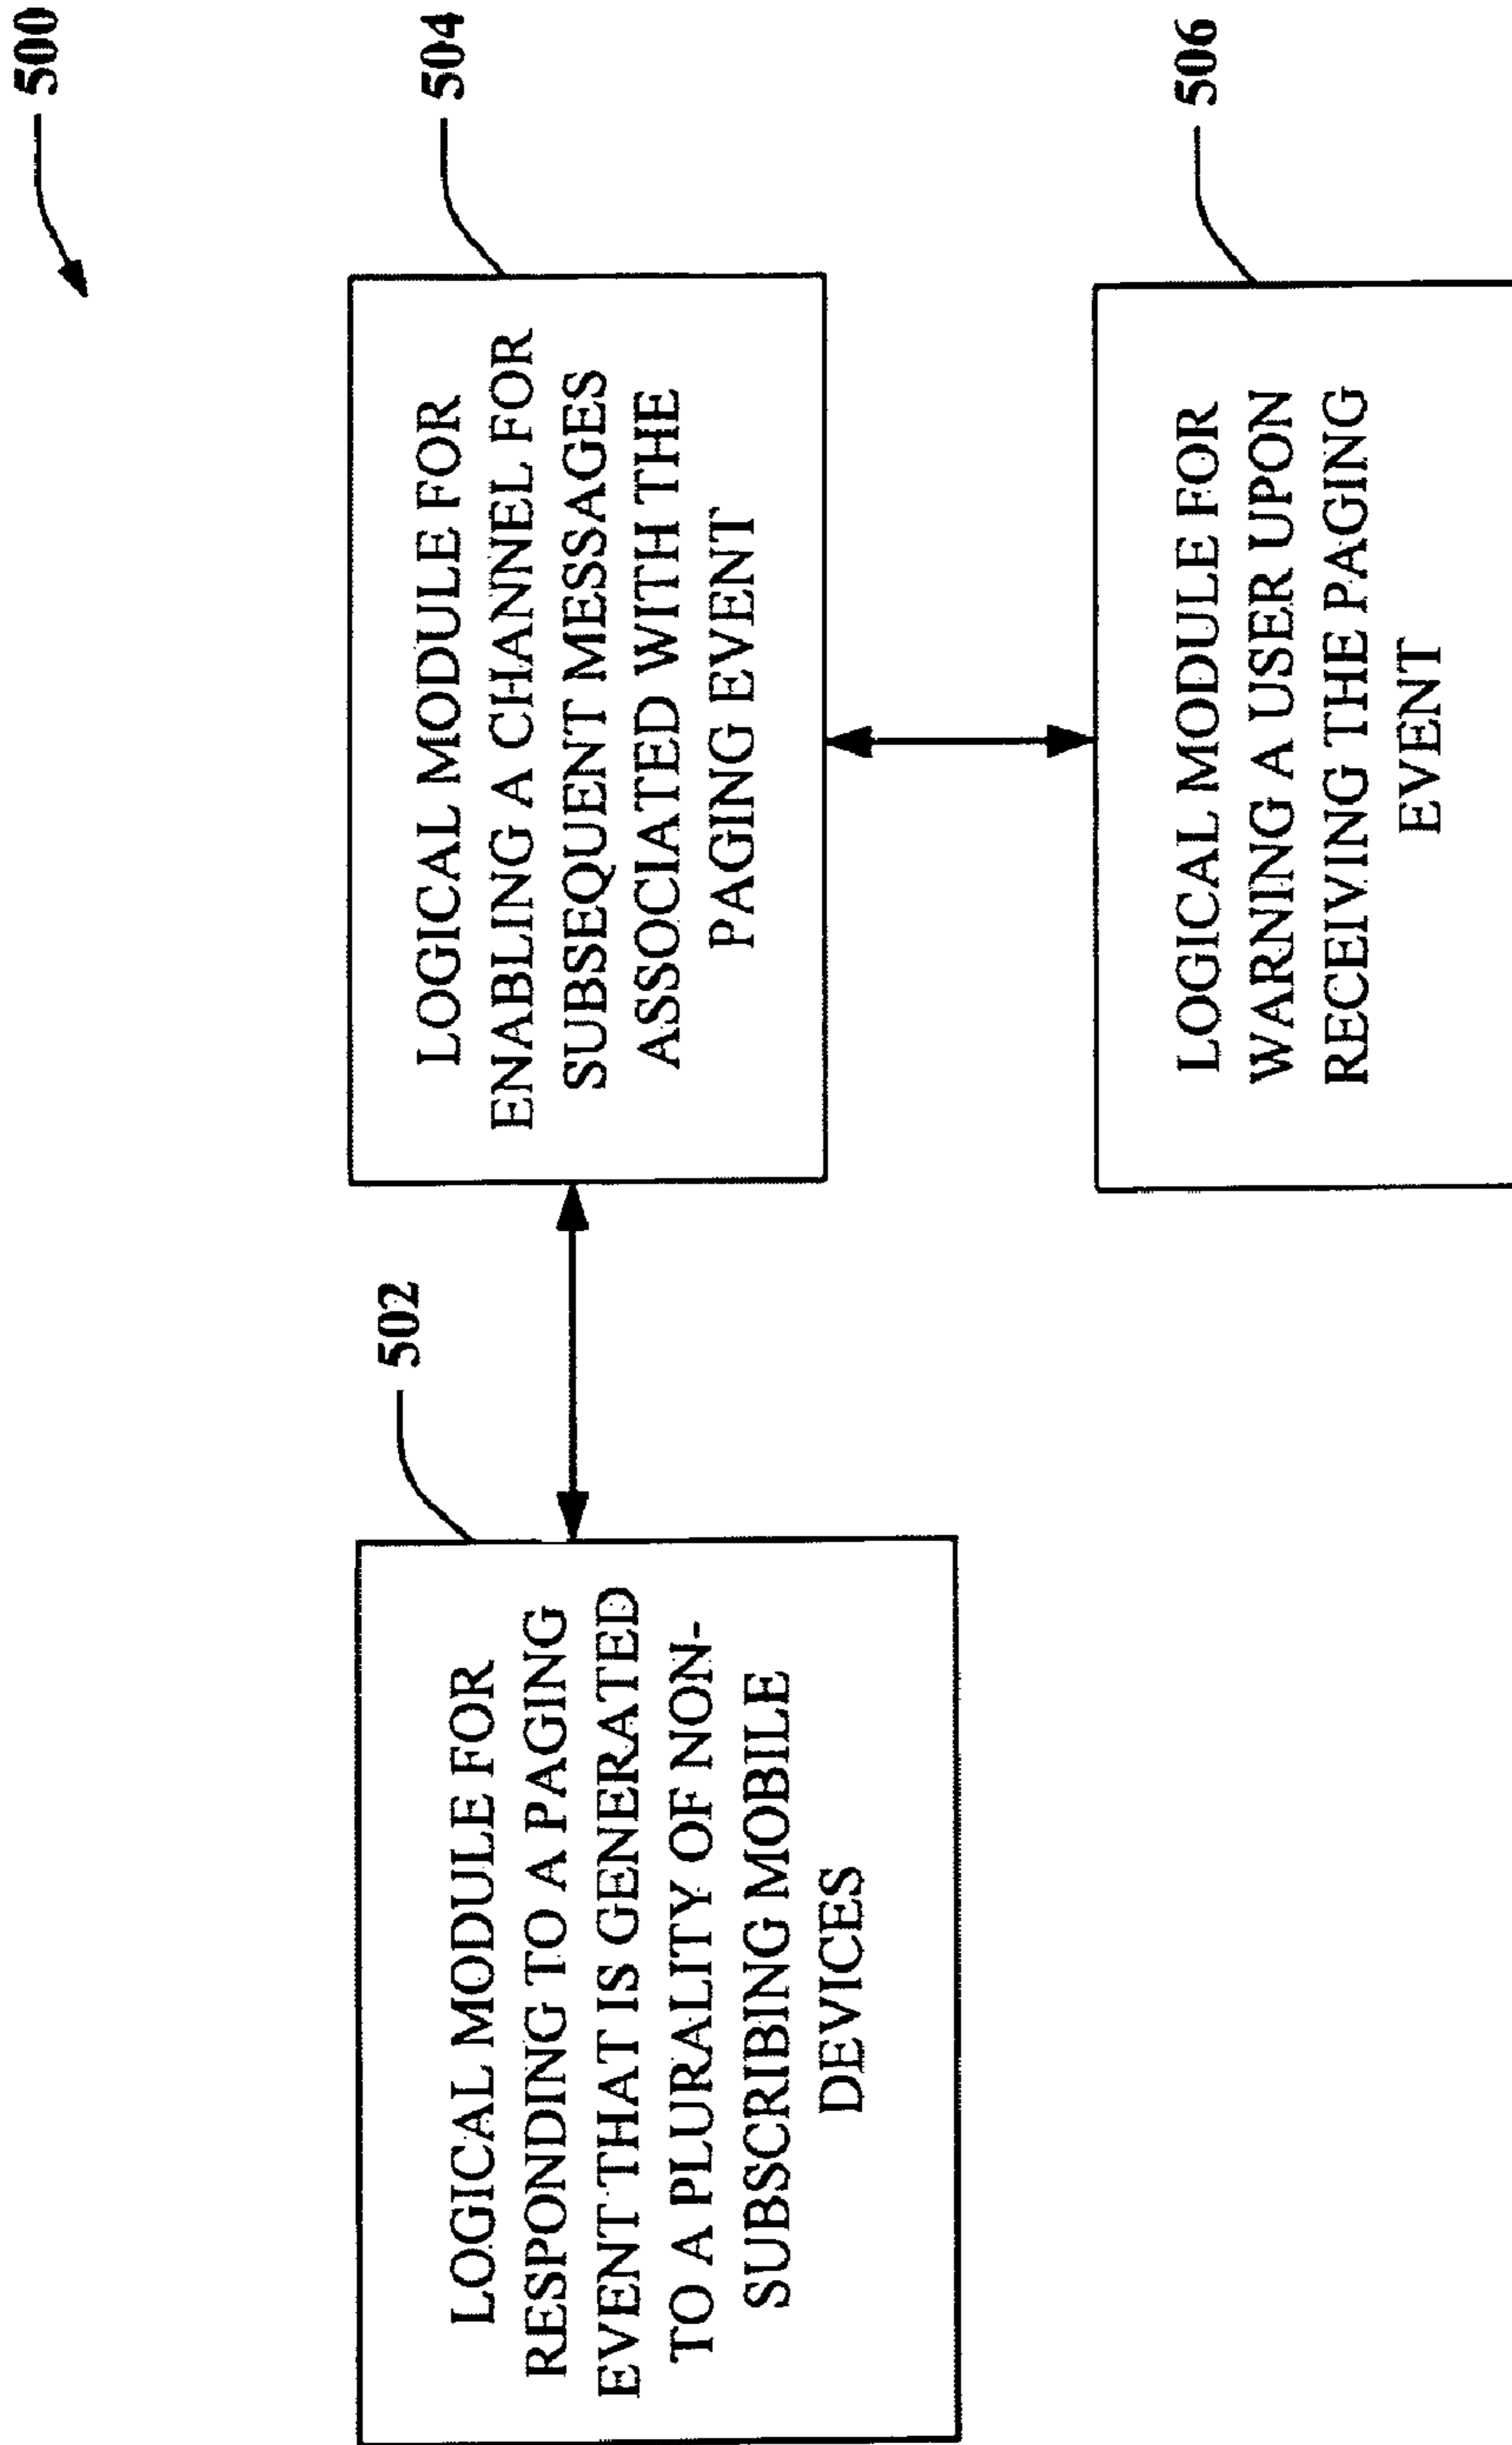 500
502
LOGICAL MODULE FOR
RESPONDING TO A PAGING
EVENT THAT IS GENERATED
TO A PLURALITY OF NON-
SUBSCRIBING MOBILE
DEVICES
504
LOGICAL MODULE FOR
ENABLING A CHANNEL FOR
SUBSEQUENT MESSAGES
ASSOCIATED WITH THE
PAGING EVENT
506
LOGICAL MODULE FOR
WARNING A USER UPON
RECEIVING THE PAGING
EVENT